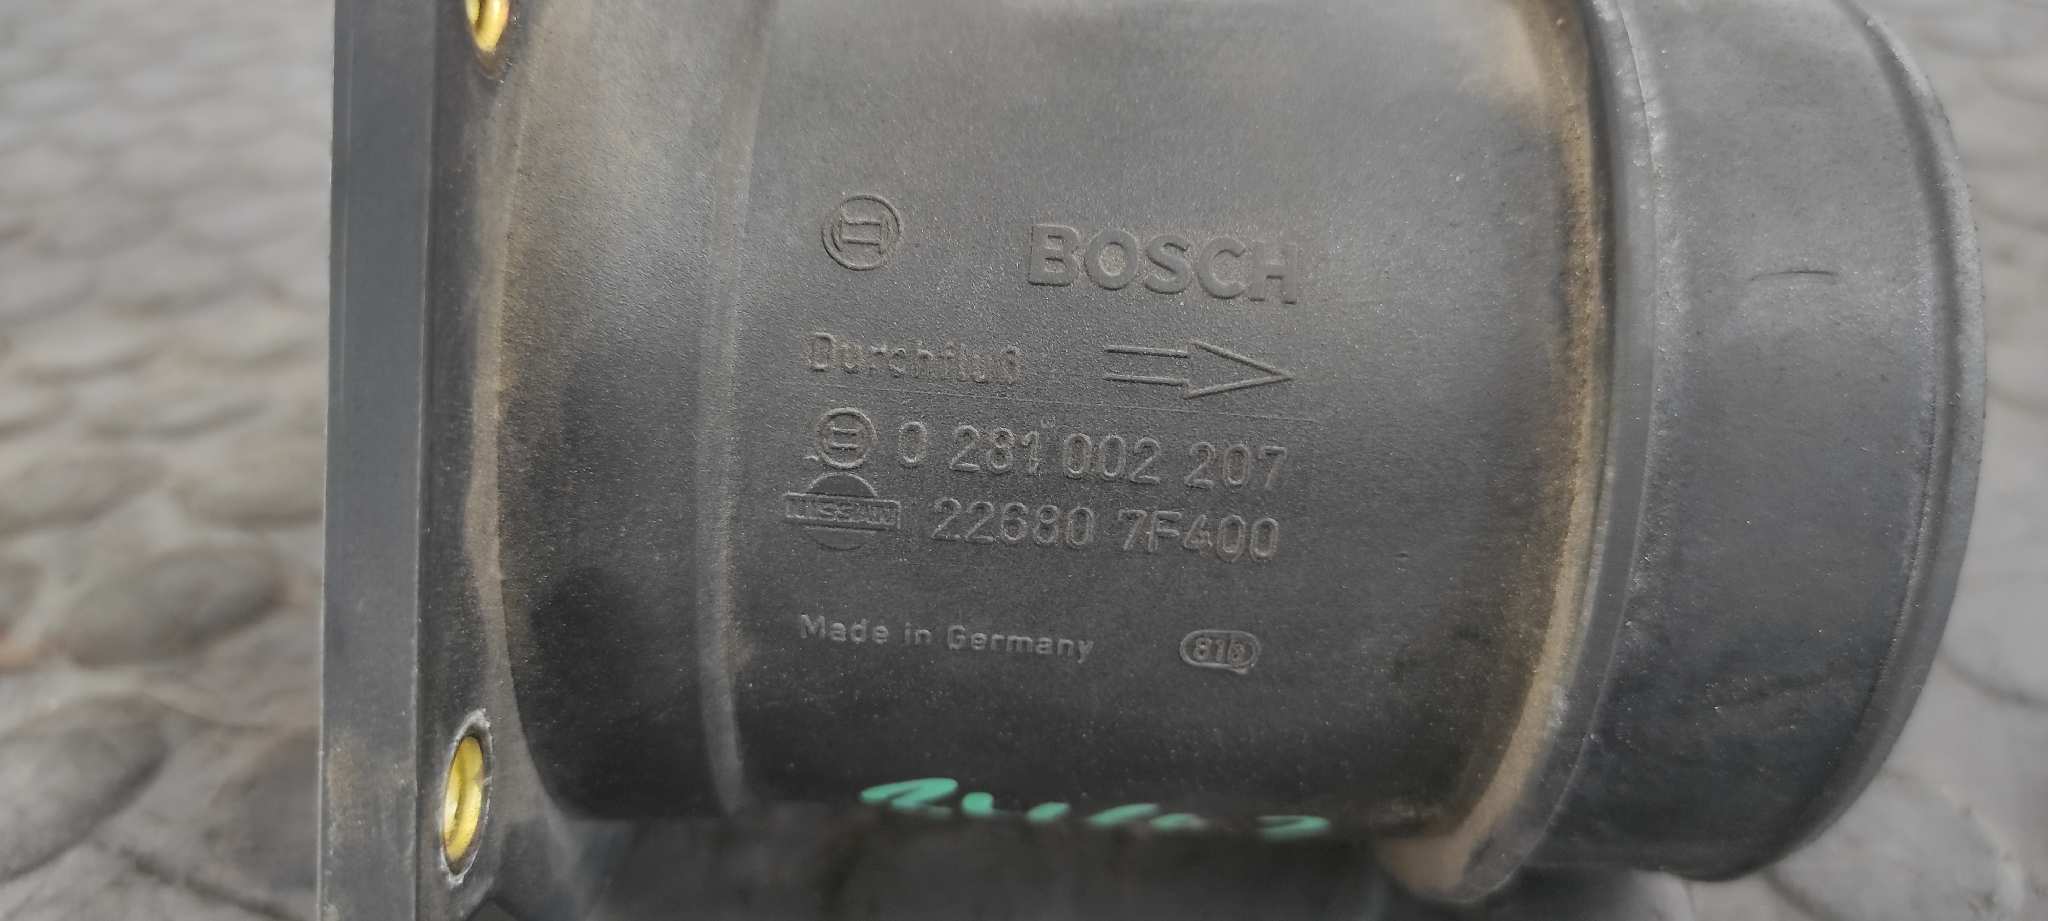 BOSCH
Durchfluß
0 281 002 207
NISSAN 22680 7F400
Made in Germany